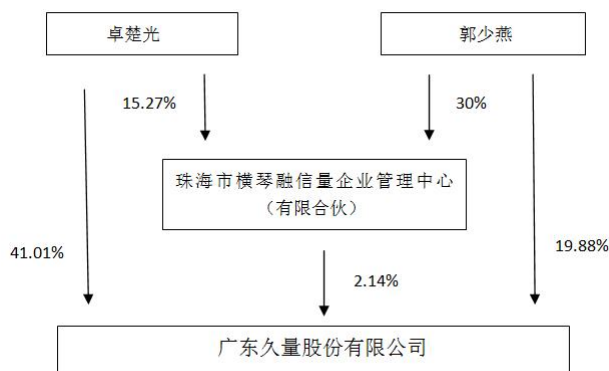 卓楚光
郭少燕
15.27%
30%
珠海市横琴融信量企业管理中心
（有限合伙）
41.01%
19.88%
2.14%
广东久量股份有限公司